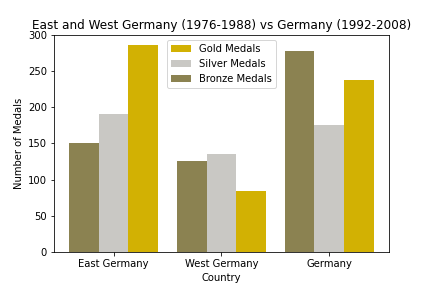 East and West Germany (1976-1988) vs Germany (1992-2008)
300
250
200
150
100
50
0
Number of Medals
Gold Medals
Silver Medals
Bronze Medals
East Germany
West Germany
Germany
Country